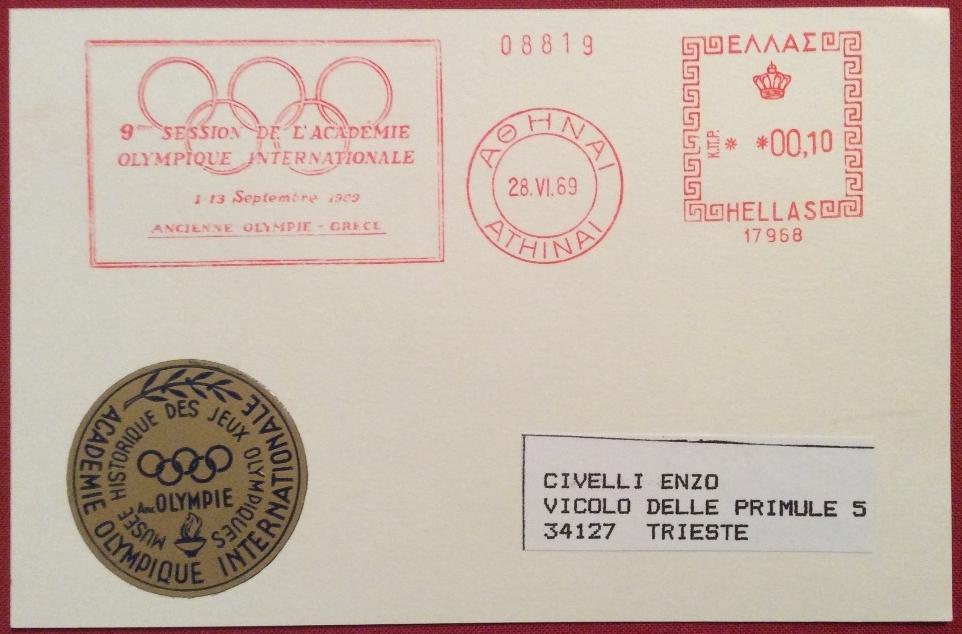 9me SESSION DE L'ACADÉMIE
OLYMPIQUE INTERNATIONALE
1-13 Septembre 1969
ANCIENNE OLYMPIE - GRECE
08819
ΑΘΗΝΑΙ
28.VI.69
ATHINAI
ΕΛΛΑΣ
Κ.Π.Ρ.
* *00,10
HELLAS
17968
ACADEMIE OLYMPIQUE INTERNATIONALE
MUSÉE HISTORIQUE DES JEUX OLYMPIQUES
Anc OLYMPIE
CIVELLI ENZO
VICOLO DELLE PRIMULE 5
34127 TRIESTE